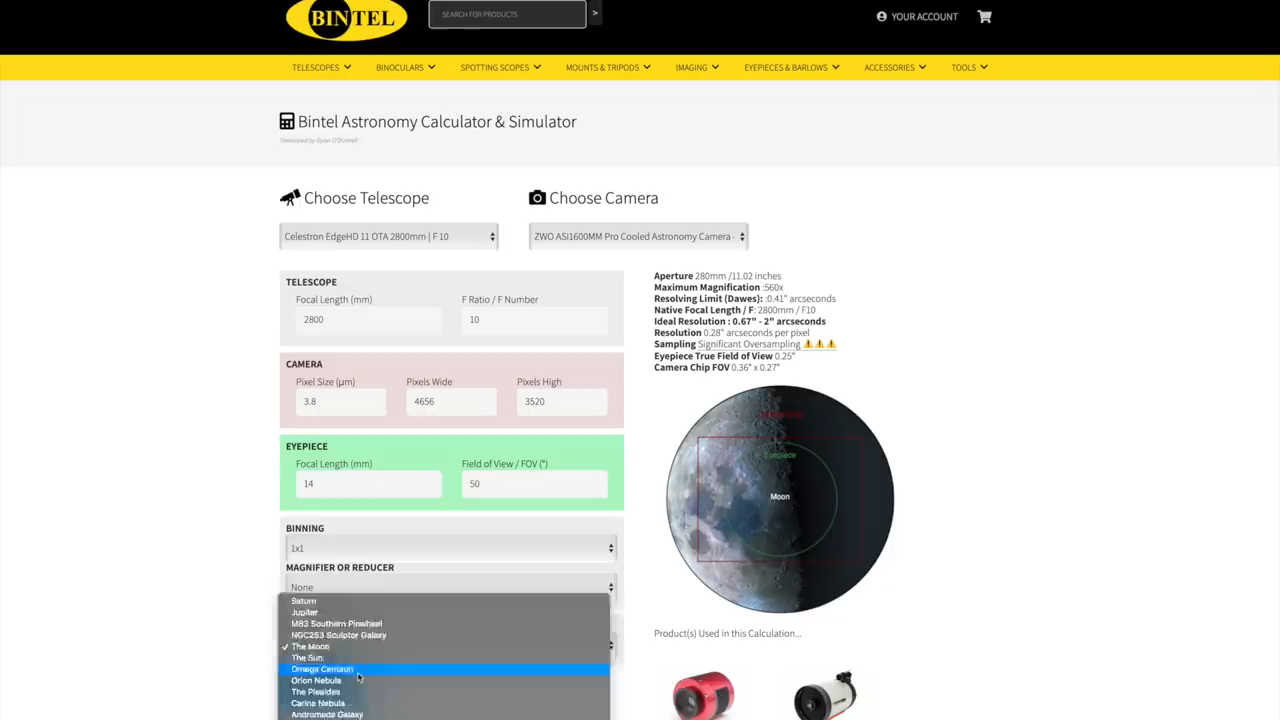 BINTEL
SEARCH FOR PRODUCTS
>
YOUR ACCOUNT
TELESCOPES
BINOCULARS
SPOTTING SCOPES
MOUNTS & TRIPODS
IMAGING
EYEPIECES & BARLOWS
ACCESSORIES
TOOLS
Bintel Astronomy Calculator & Simulator
Developed by Dylan O'Donnell
Choose Telescope
Choose Camera
Celestron EdgeHD 11 OTA 2800mm | F 10
ZWO ASI1600MM Pro Cooled Astronomy Camera -
TELESCOPE
Focal Length (mm)
F Ratio / F Number
2800
10
CAMERA
Pixel Size (μm)
Pixels Wide
Pixels High
3.8
4656
3520
EYEPIECE
Focal Length (mm)
Field of View / FOV (°)
14
50
BINNING
1x1
MAGNIFIER OR REDUCER
None
Saturn
Jupiter
M83 Southern Pinwheel
NGC253 Sculptor Galaxy
✓ The Moon
The Sun
Omega Centauri
Orion Nebula
The Pleiades
Carina Nebula
Andromeda Galaxy
Aperture 280mm /11.02 inches
Maximum Magnification :560x
Resolving Limit (Dawes): :0.41" arcseconds
Native Focal Length / F: 2800mm / F10
Ideal Resolution : 0.67" - 2" arcseconds
Resolution 0.28" arcseconds per pixel
Sampling Significant Oversampling ⚠️⚠️⚠️
Eyepiece True Field of View 0.25°
Camera Chip FOV 0.36° x 0.27°
Eyepiece
Moon
Product(s) Used in this Calculation...